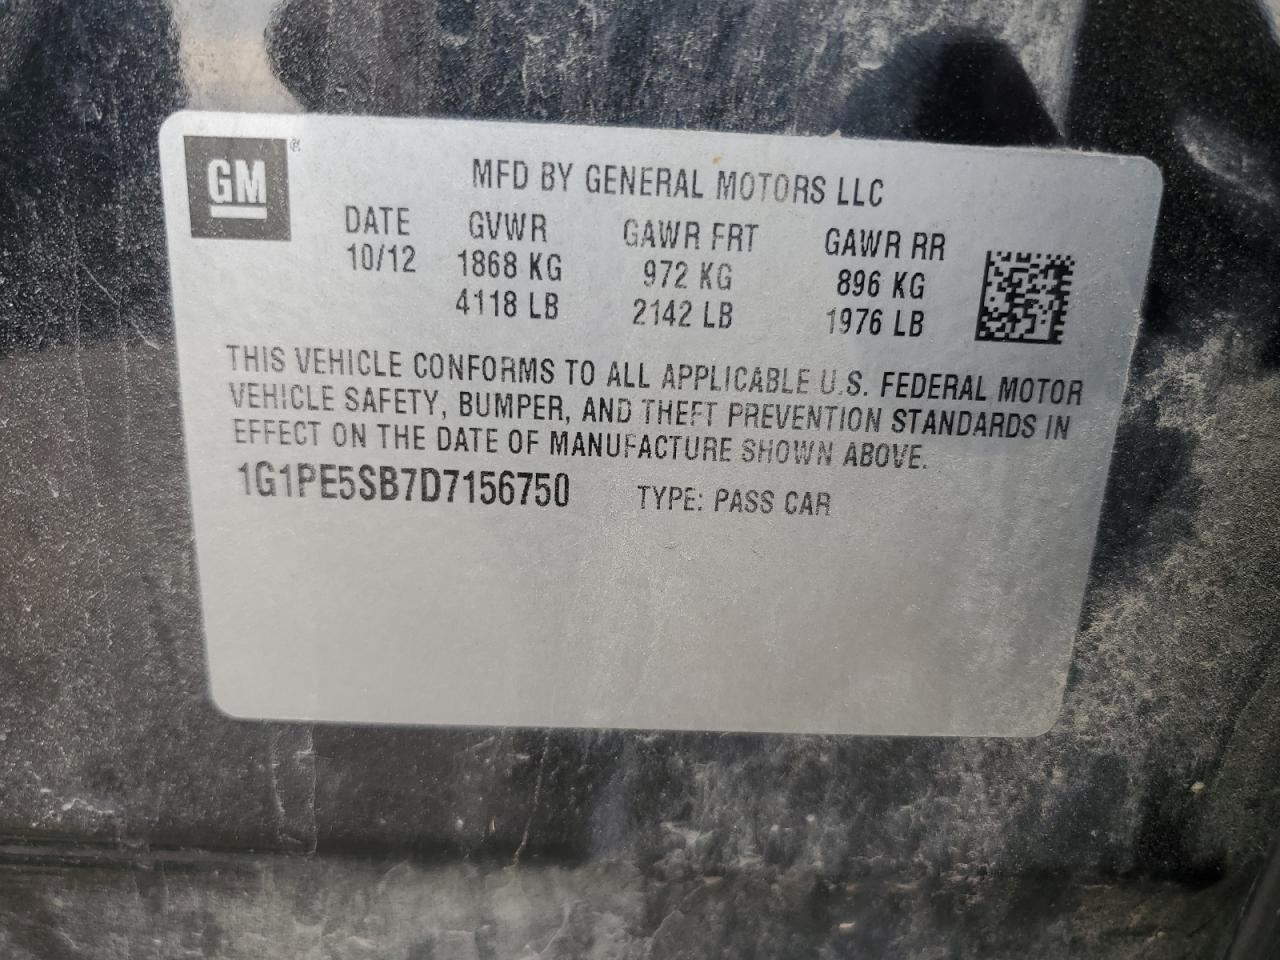 GM®
MFD BY GENERAL MOTORS LLC
DATE GVWR GAWR FRT GAWR RR
10/12 1868 KG 972 KG 896 KG
4118 LB 2142 LB 1976 LB
THIS VEHICLE CONFORMS TO ALL APPLICABLE U.S. FEDERAL MOTOR
VEHICLE SAFETY, BUMPER, AND THEFT PREVENTION STANDARDS IN
EFFECT ON THE DATE OF MANUFACTURE SHOWN ABOVE.
1G1PE5SB7D7156750 TYPE: PASS CAR